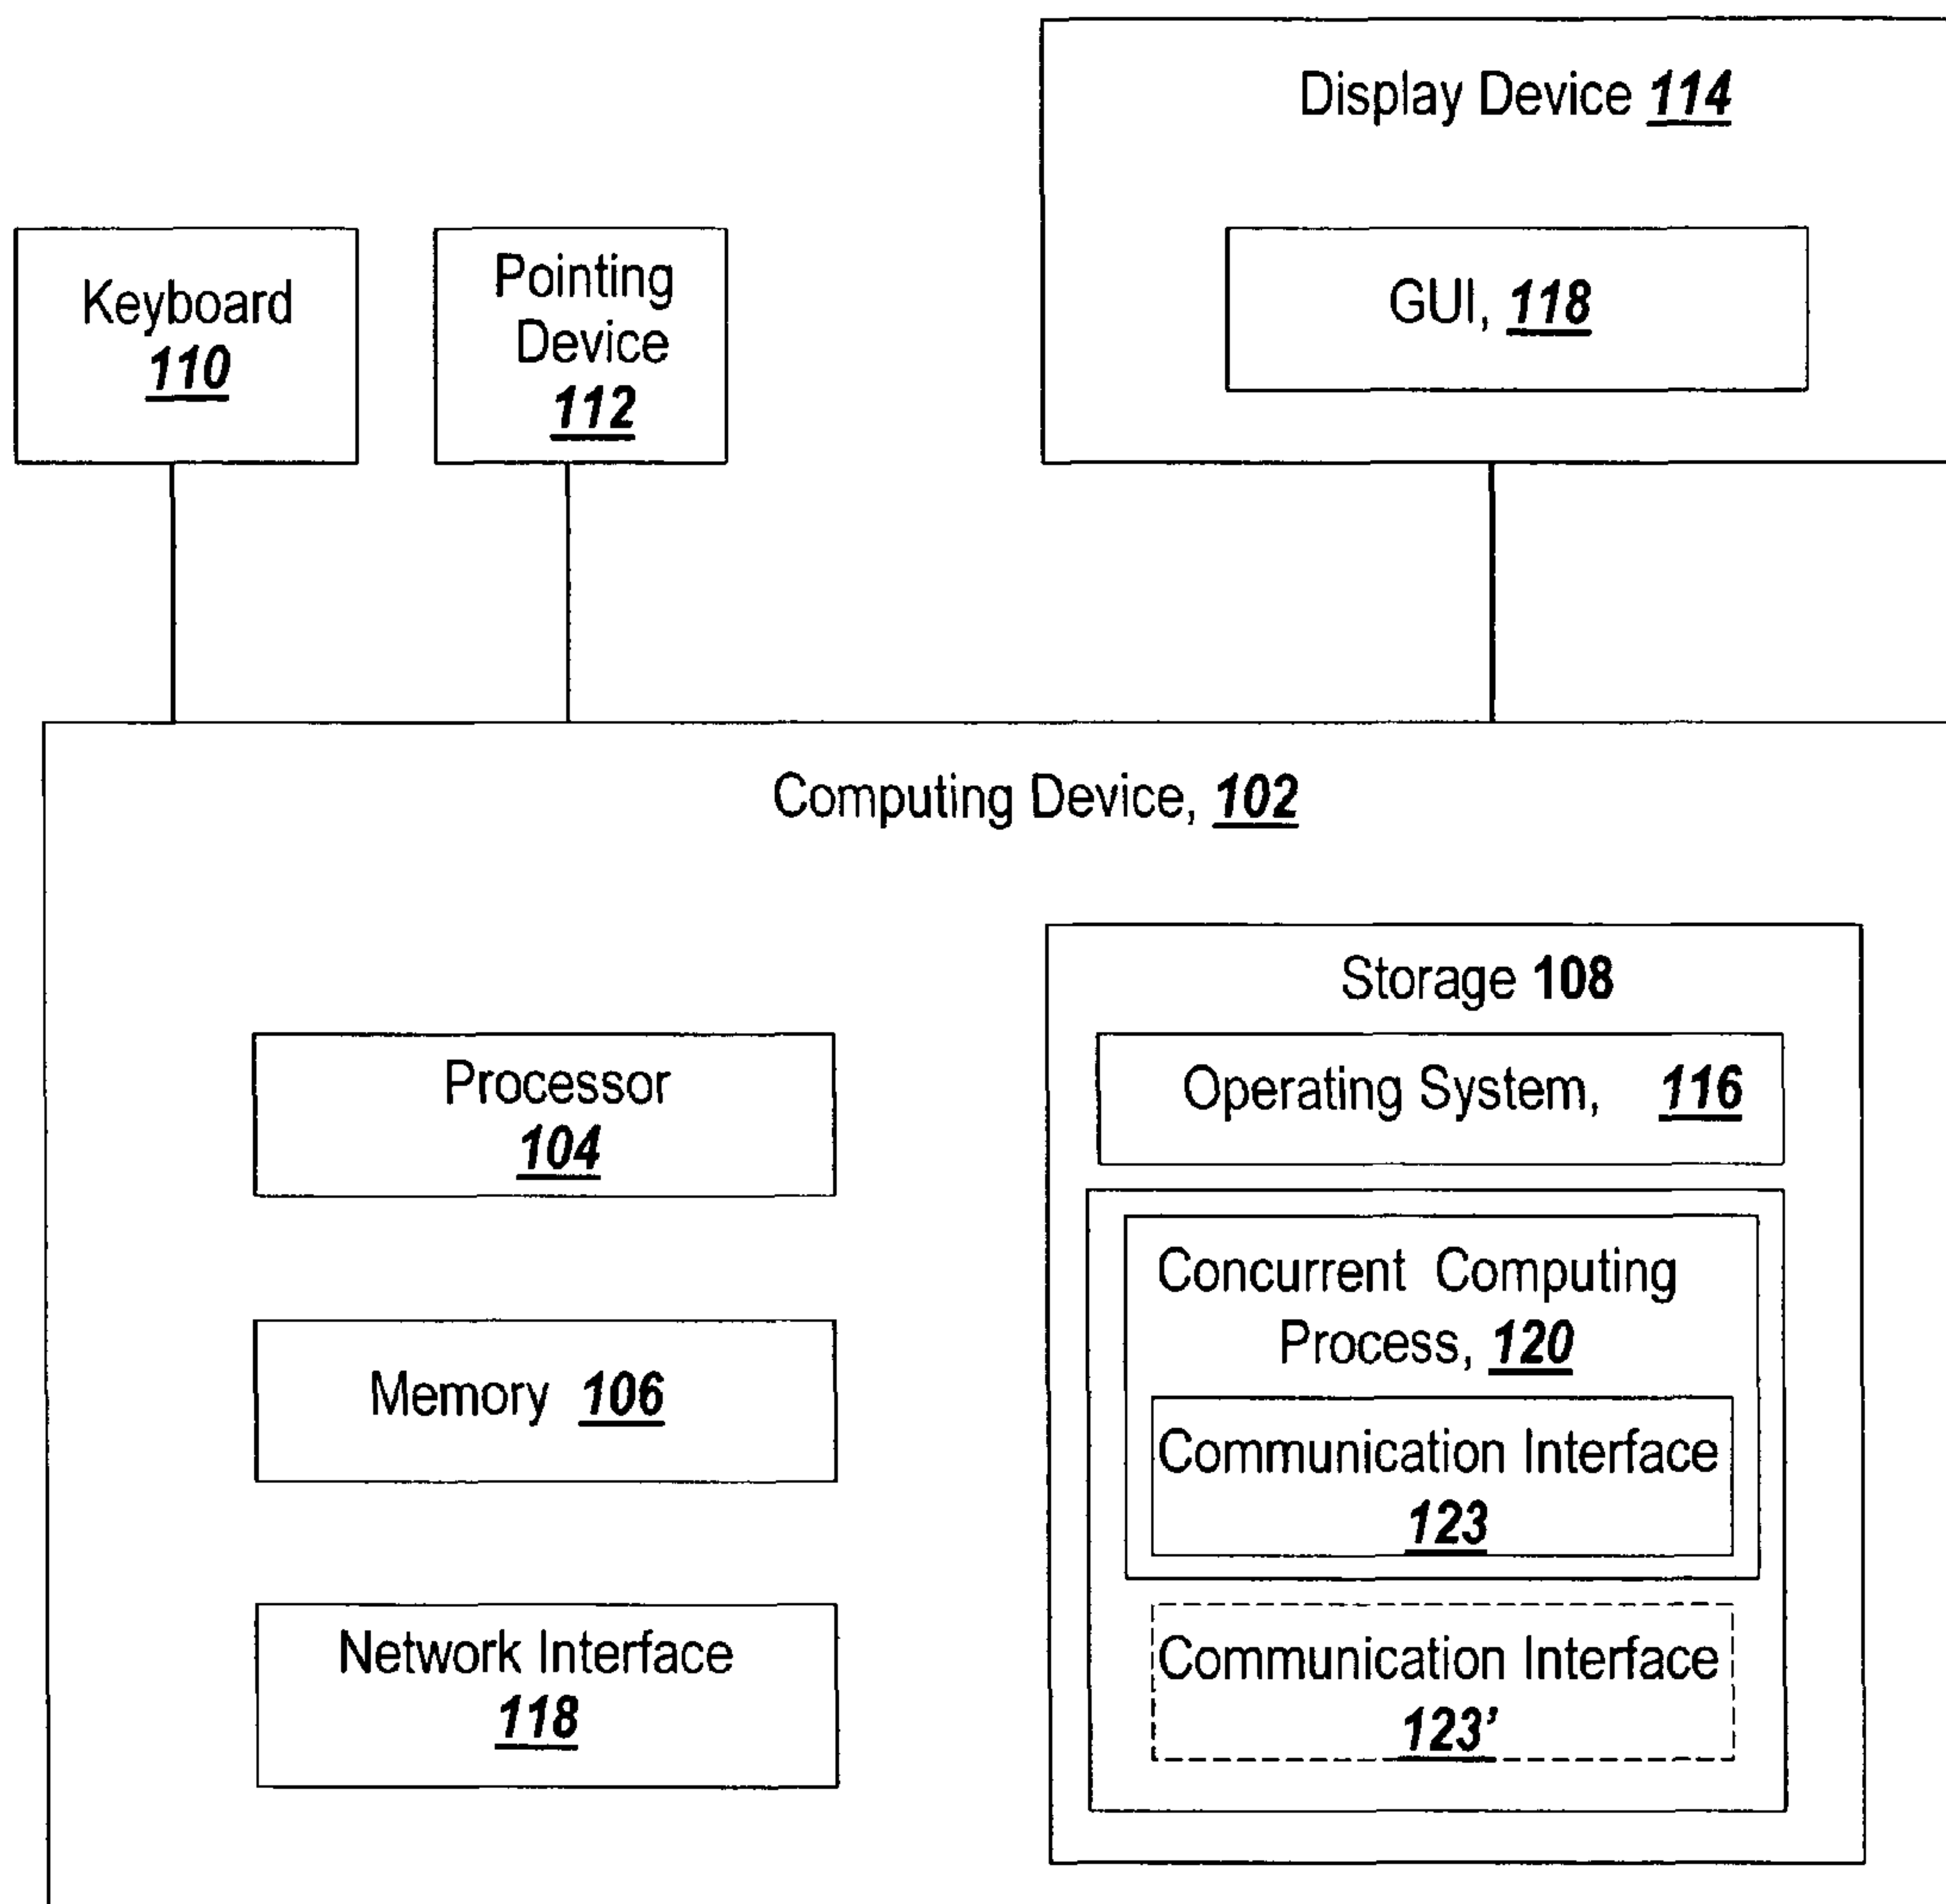 Display Device 114
GUI, 118
Keyboard
110
Pointing
Device
112
Computing Device, 102
Processor
104
Memory 106
Network Interface
118
Storage 108
Operating System, 116
Concurrent Computing
Process, 120
Communication Interface
123
Communication Interface
123’